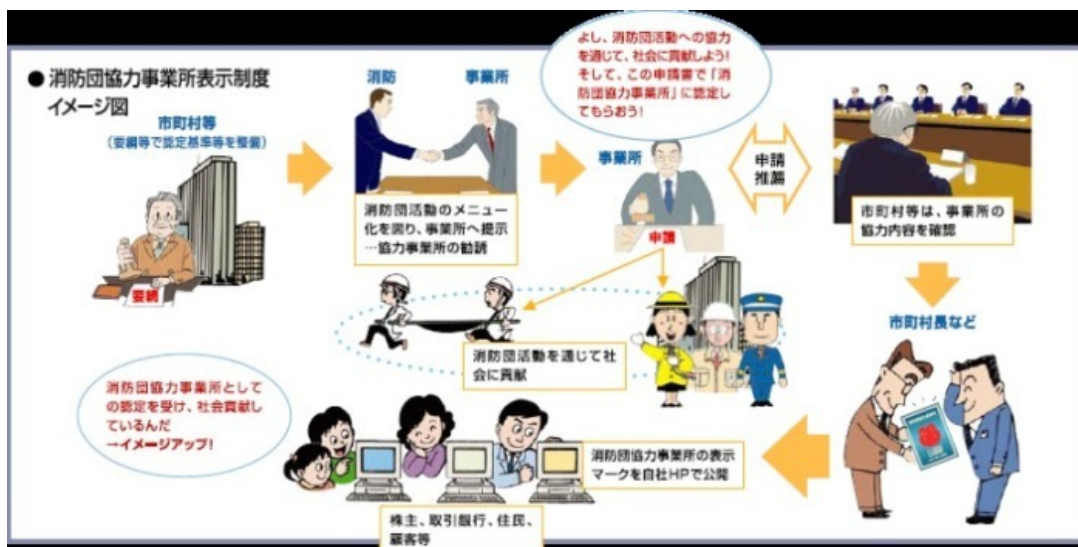 ● 消防団協力事業所表示制度
イメージ図
市町村等
（要綱等で認定基準等を整備）
要綱
消防
事業所
消防団活動のメニュー
化を図り、事業所へ提示
…協力事業所の勧誘
よし、消防団活動への協力
を通じて、社会に貢献しよう！
そして、この申請書で「消
防団協力事業所」に認定し
てもらおう！
事業所
申請
申請
推薦
市町村等は、事業所の
協力内容を確認
消防団活動を通じて社
会に貢献
市町村長など
消防団協力事業所の表示
マークを自社HPで公開
株主、取引銀行、住民、
顧客等
消防団協力事業所として
の認定を受け、社会貢献し
ているんだ
→イメージアップ！